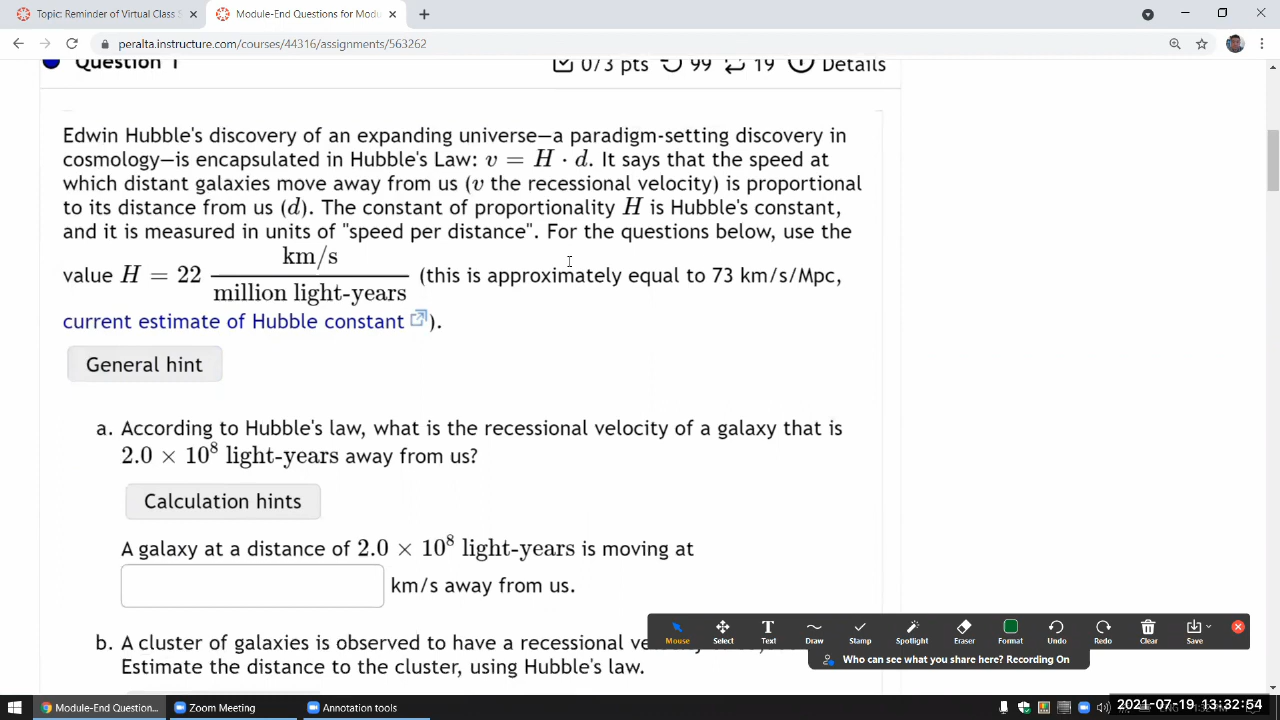 Topic: Reminder of Virtual Class S
Module-End Questions for Modu
peralta.instructure.com/courses/44316/assignments/563262
Question 1
0/3 pts 99 19 Details
Edwin Hubble's discovery of an expanding universe—a paradigm-setting discovery in
cosmology—is encapsulated in Hubble's Law: v = H · d. It says that the speed at
which distant galaxies move away from us (v the recessional velocity) is proportional
to its distance from us (d). The constant of proportionality H is Hubble's constant,
and it is measured in units of "speed per distance". For the questions below, use the
value H = 22 km/s / million light-years (this is approximately equal to 73 km/s/Mpc,
current estimate of Hubble constant ).
General hint
a. According to Hubble's law, what is the recessional velocity of a galaxy that is
2.0 × 10⁸ light-years away from us?
Calculation hints
A galaxy at a distance of 2.0 × 10⁸ light-years is moving at
km/s away from us.
b. A cluster of galaxies is observed to have a recessional
Estimate the distance to the cluster, using Hubble's law.
Mouse Select Text Draw Stamp Spotlight Eraser Format Undo Redo Clear Save
Who can see what you share here? Recording On
Module-End Question...
Zoom Meeting
Annotation tools
2021-07-19 13:32:54